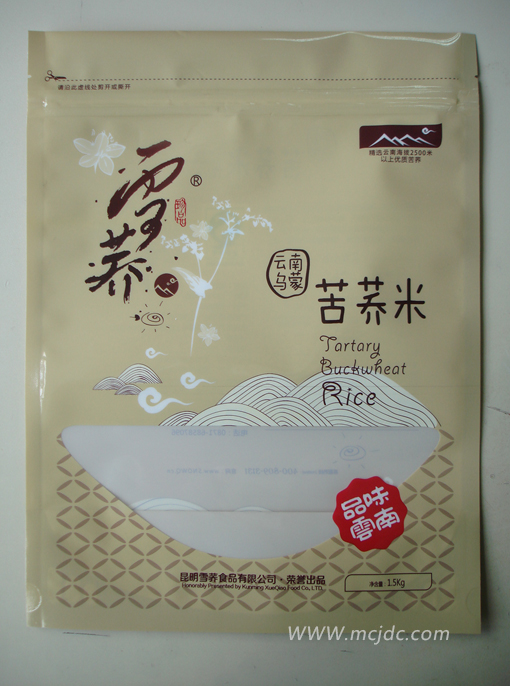 请沿此虚线处剪开或撕开
雪荞®
精选云南海拔2500米
以上优质苦荞
云南
乌蒙
苦荞米
Tartary
Buckwheat
Rice
品味
雲南
昆明雪荞食品有限公司·荣誉出品
Honorably Presented by Kunming XueQiao Food Co., LTD.
净含量: 1.5Kg
www.mcjdc.com